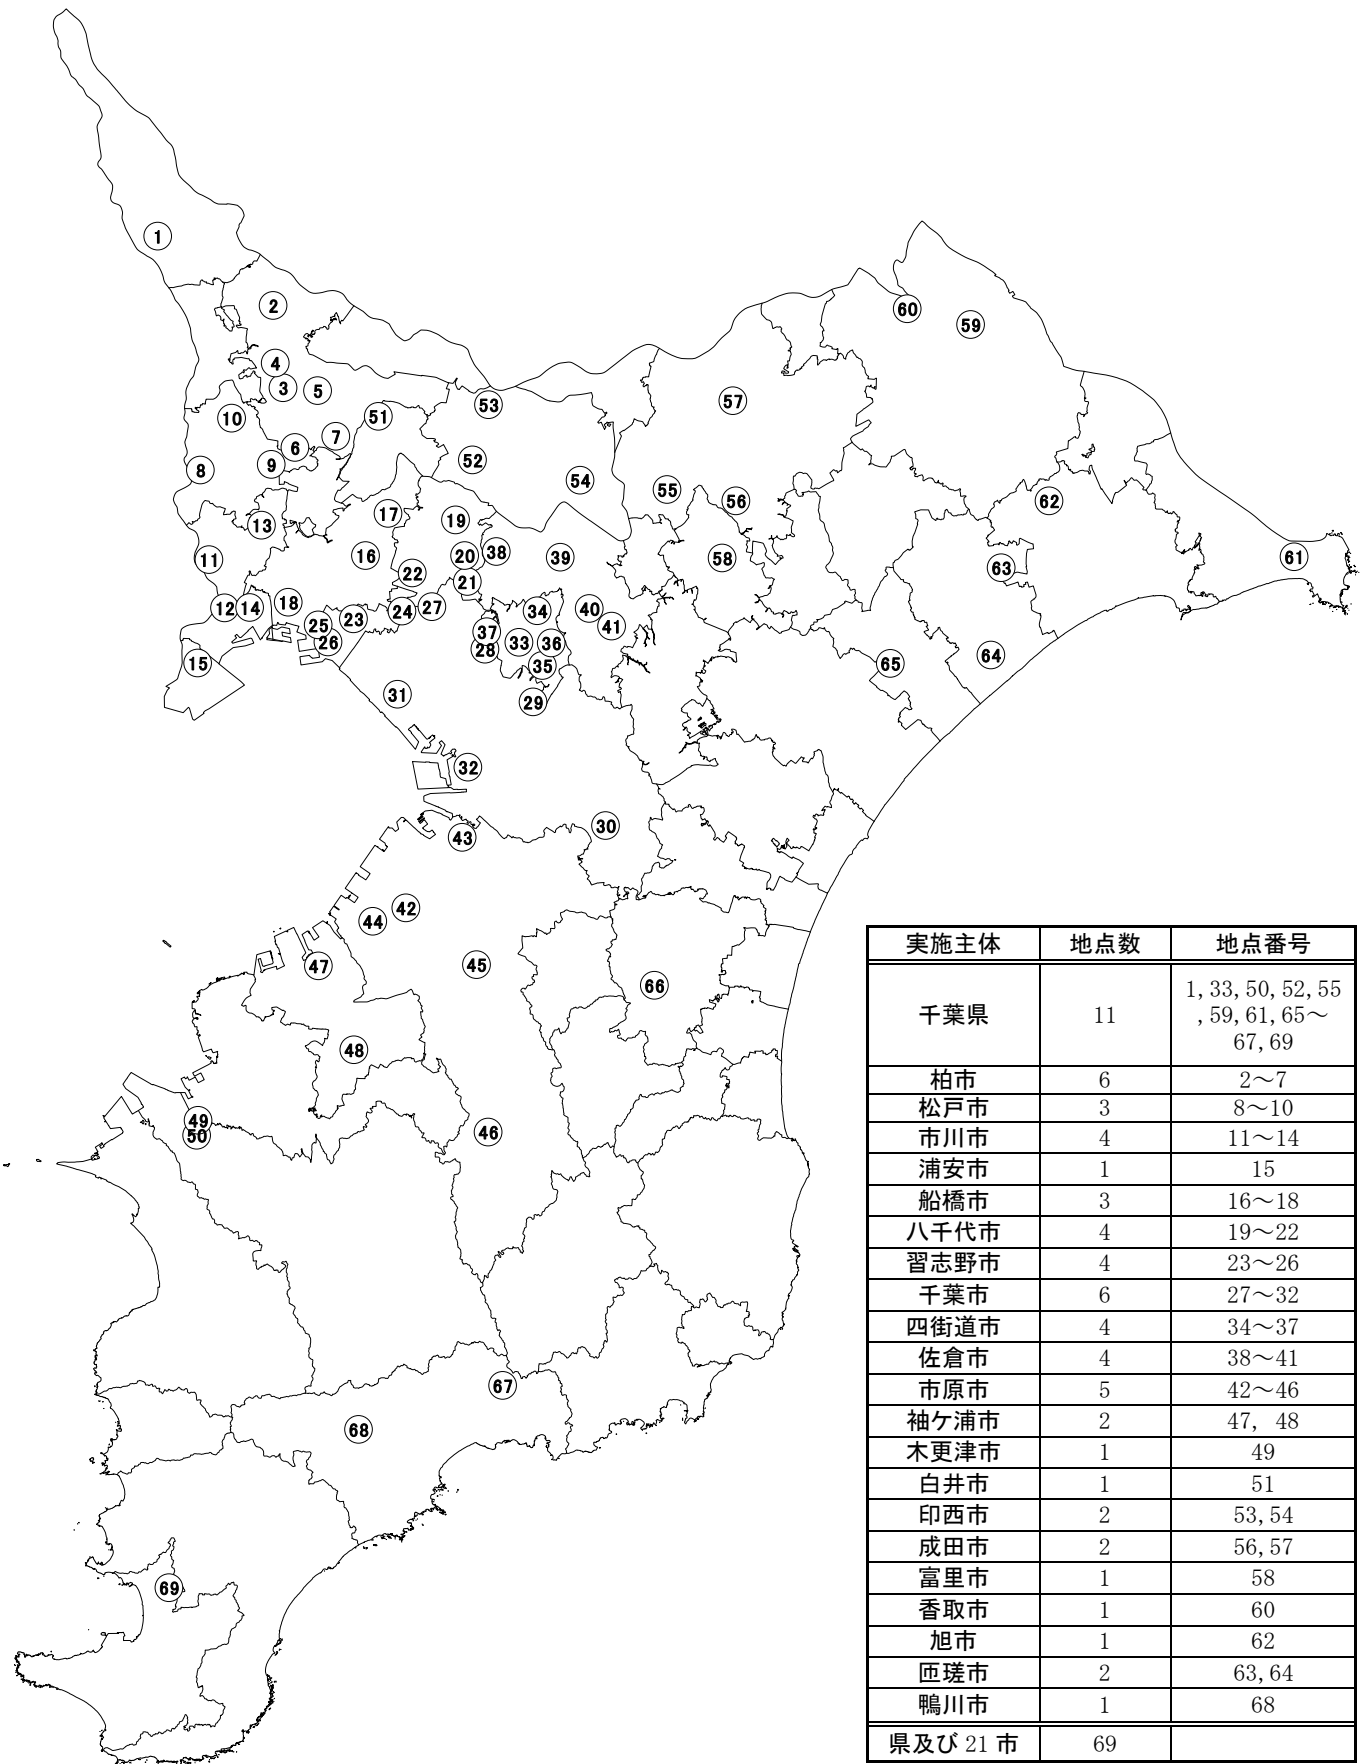 1
2
60
59
4
3
5
57
53
10
51
7
6
52
9
8
54
55
56
62
17
19
13
20
38
16
39
11
58
61
63
22
21
18
12
14
24
27
34
40
25
23
37
41
26
33
36
28
35
64
15
65
31
29
32
30
43
42
44
45
47
66
48
49
50
46
67
68
69
実施主体 地点数 地点番号
千葉県 11 1, 33, 50, 52, 55
, 59, 61, 65～
67, 69
柏市 6 2～7
松戸市 3 8～10
市川市 4 11～14
浦安市 1 15
船橋市 3 16～18
八千代市 4 19～22
習志野市 4 23～26
千葉市 6 27～32
四街道市 4 34～37
佐倉市 4 38～41
市原市 5 42～46
袖ケ浦市 2 47, 48
木更津市 1 49
白井市 1 51
印西市 2 53, 54
成田市 2 56, 57
富里市 1 58
香取市 1 60
旭市 1 62
匝瑳市 2 63, 64
鴨川市 1 68
県及び 21 市 69